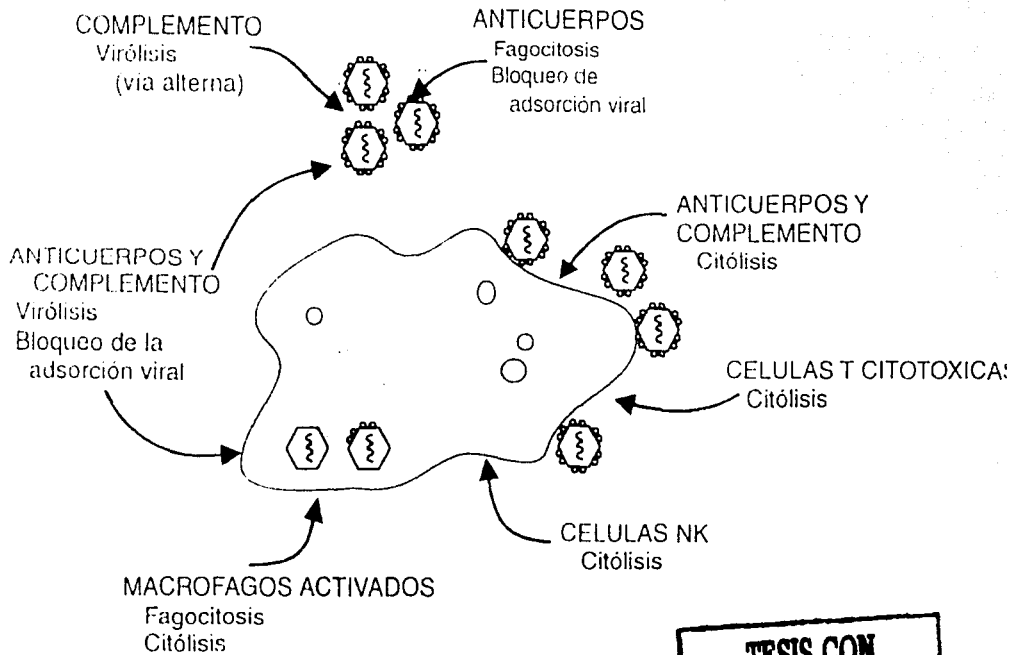 COMPLEMENTO
Virólisis
(via alterna)
ANTICUERPOS
Fagocitosis
Bloqueo de
adsorción viral
ANTICUERPOS Y
COMPLEMENTO
Citólisis
ANTICUERPOS Y
COMPLEMENTO
Virólisis
Bloqueo de la
adsorción viral
CELULAS T CITOTOXICAS
Citólisis
CELULAS NK
Citólisis
MACROFAGOS ACTIVADOS
Fagocitosis
Citólisis
TESIS CON